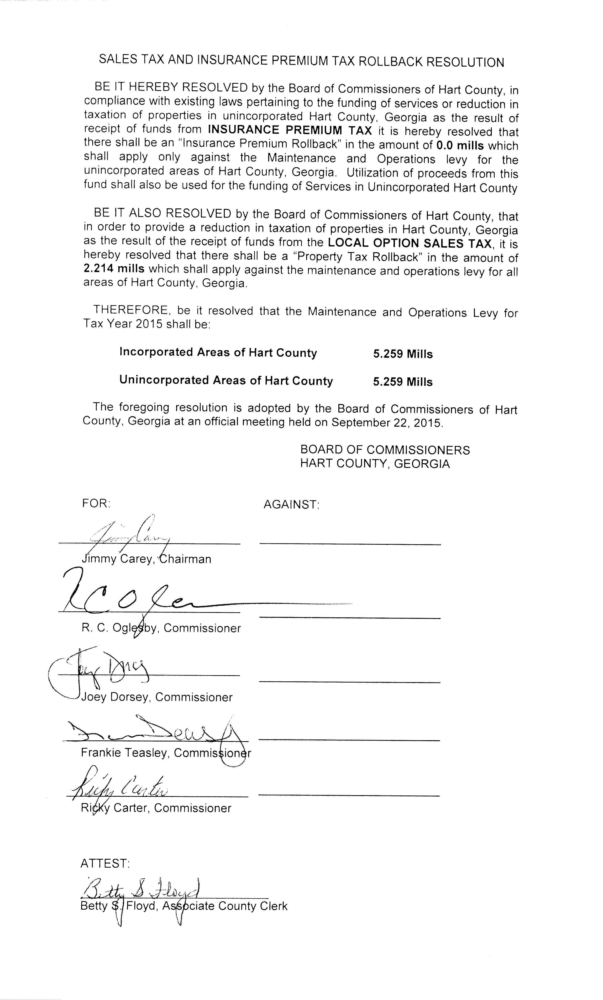 SALES TAX AND INSURANCE PREMIUM TAX ROLLBACK RESOLUTION
BE IT HEREBY RESOLVED by the Board of Commissioners of Hart County, in
compliance with existing laws pertaining to the funding of services or reduction in
taxation of properties in unincorporated Hart County, Georgia as the result of
receipt of funds from INSURANCE PREMIUM TAX it is hereby resolved that
there shall be an “Insurance Premium Rollback” in the amount of 0.0 mills which
shall apply only against the Maintenance and Operations levy for the
unincorporated areas of Hart County, Georgia. Utilization of proceeds from this
fund shall also be used for the funding of Services in Unincorporated Hart County
BE IT ALSO RESOLVED by the Board of Commissioners of Hart County, that
in order to provide a reduction in taxation of properties in Hart County, Georgia
as the result of the receipt of funds from the LOCAL OPTION SALES TAX, it is
hereby resolved that there shall be a “Property Tax Rollback” in the amount of
2.214 mills which shall apply against the maintenance and operations levy for all
areas of Hart County, Georgia.
THEREFORE, be it resolved that the Maintenance and Operations Levy for
Tax Year 2015 shall be:
Incorporated Areas of Hart County 5.259 Mills
Unincorporated Areas of Hart County 5.259 Mills
The foregoing resolution is adopted by the Board of Commissioners of Hart
County, Georgia at an official meeting held on September 22, 2015.
BOARD OF COMMISSIONERS
HART COUNTY, GEORGIA
FOR: AGAINST:
Jimmy Carey
Jimmy Carey, Chairman
R. C. Oglesby, Commissioner
Joey Dorsey, Commissioner
Frankie Teasley, Commissioner
Ricky Carter
Ricky Carter, Commissioner
ATTEST:
Betty S Floyd
Betty S. Floyd, Associate County Clerk